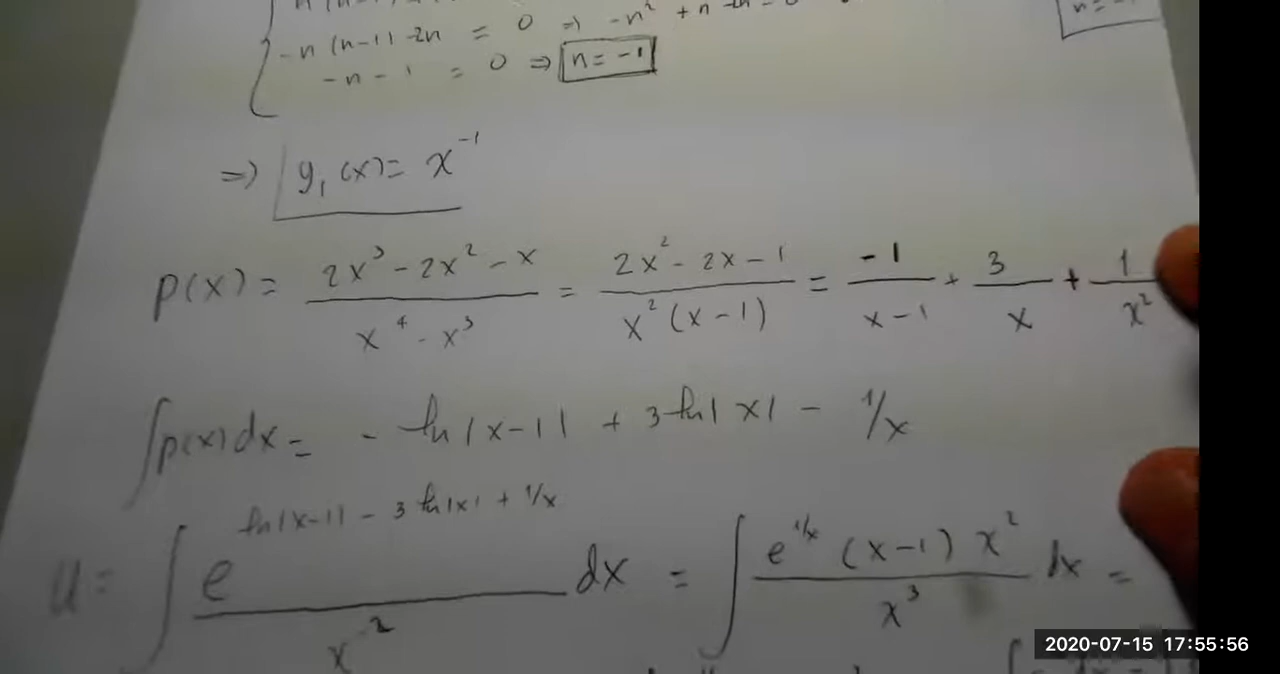 -n (n-1) -2n = 0 ⇒ -n² + n
-n - 1 = 0 ⇒ n = -1
⇒ y₁(x) = x⁻¹
p(x) = (2x³ - 2x² - x)/(x⁴ - x³) = (2x² - 2x - 1)/(x²(x-1)) = -1/(x-1) + 3/x + 1/x²
∫p(x)dx = - ln|x-1| + 3 ln|x| - 1/x
u = ∫ e^(ln|x-1| - 3 ln|x| + 1/x)/x⁻² dx = ∫ (e^(1/x) (x-1) x²)/x³ dx =
2020-07-15 17:55:56